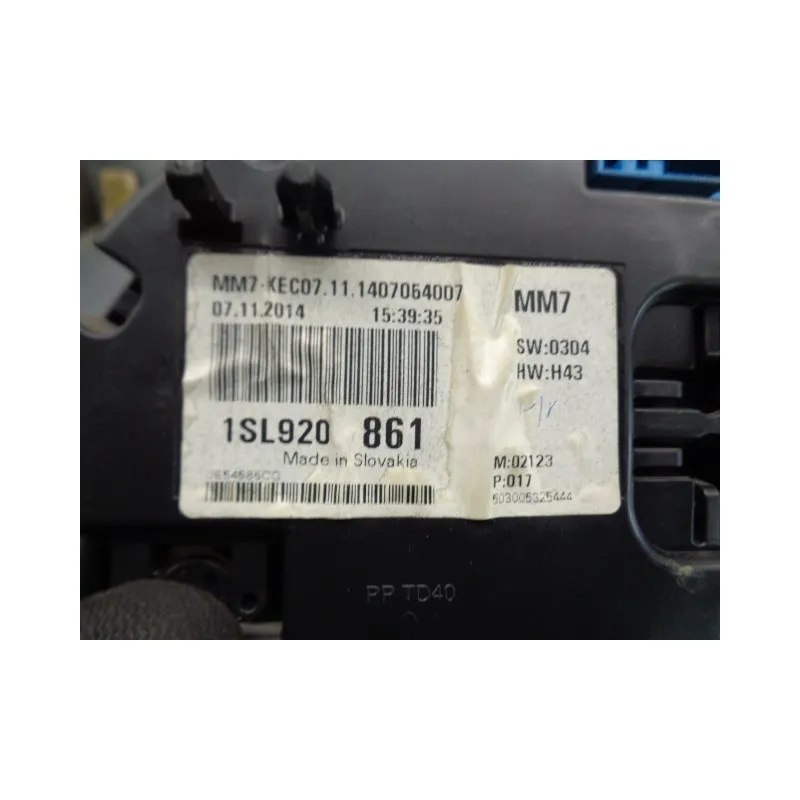 MM7-KEC07.11.1407064007
07.11.2014 15:39:35
1SL920 861
Made in Slovakia
MM7
SW:0304
HW:H43
M:02123
P:017
503005325444
PP TD40